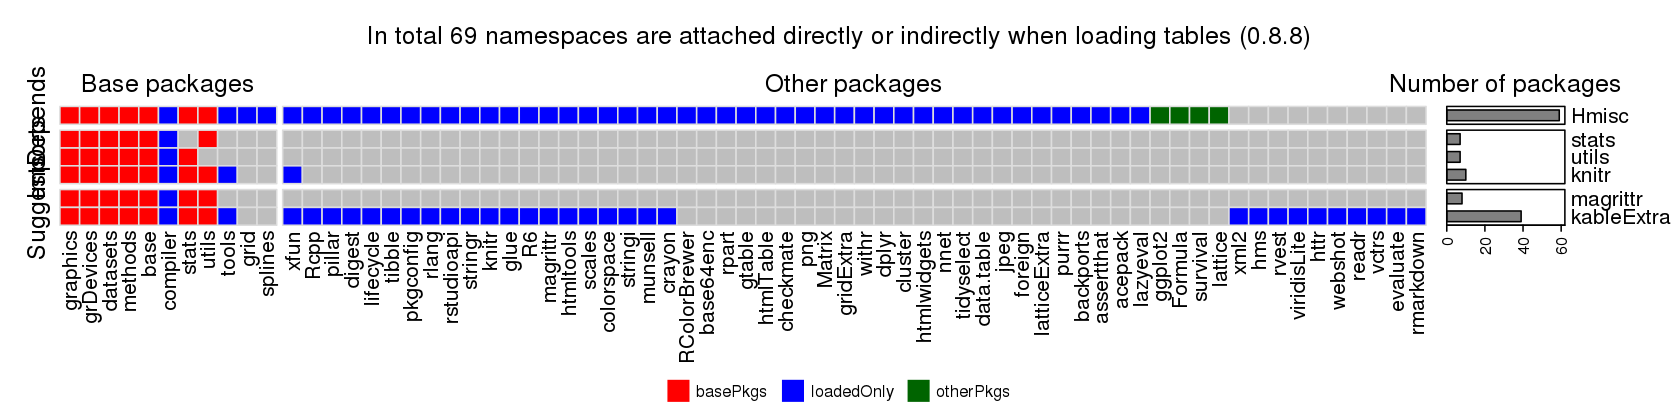 In total 69 namespaces are attached directly or indirectly when loading tables (0.8.8)
Base packages
Other packages
Number of packages
Depends
Imports
Suggests
Hmisc
stats
utils
knitr
magrittr
kableExtra
0
20
40
60
graphics
grDevices
datasets
methods
base
compiler
stats
utils
tools
grid
splines
xfun
Rcpp
pillar
digest
lifecycle
tibble
pkgconfig
rlang
rstudioapi
stringr
knitr
glue
R6
magrittr
htmltools
scales
colorspace
stringi
munsell
crayon
RColorBrewer
base64enc
rpart
gtable
htmlTable
checkmate
png
Matrix
gridExtra
withr
dplyr
cluster
htmlwidgets
nnet
tidyselect
data.table
jpeg
foreign
latticeExtra
purrr
backports
assertthat
acepack
lazyeval
ggplot2
Formula
survival
lattice
xml2
hms
rvest
viridisLite
httr
webshot
readr
vctrs
evaluate
rmarkdown
basePkgs
loadedOnly
otherPkgs